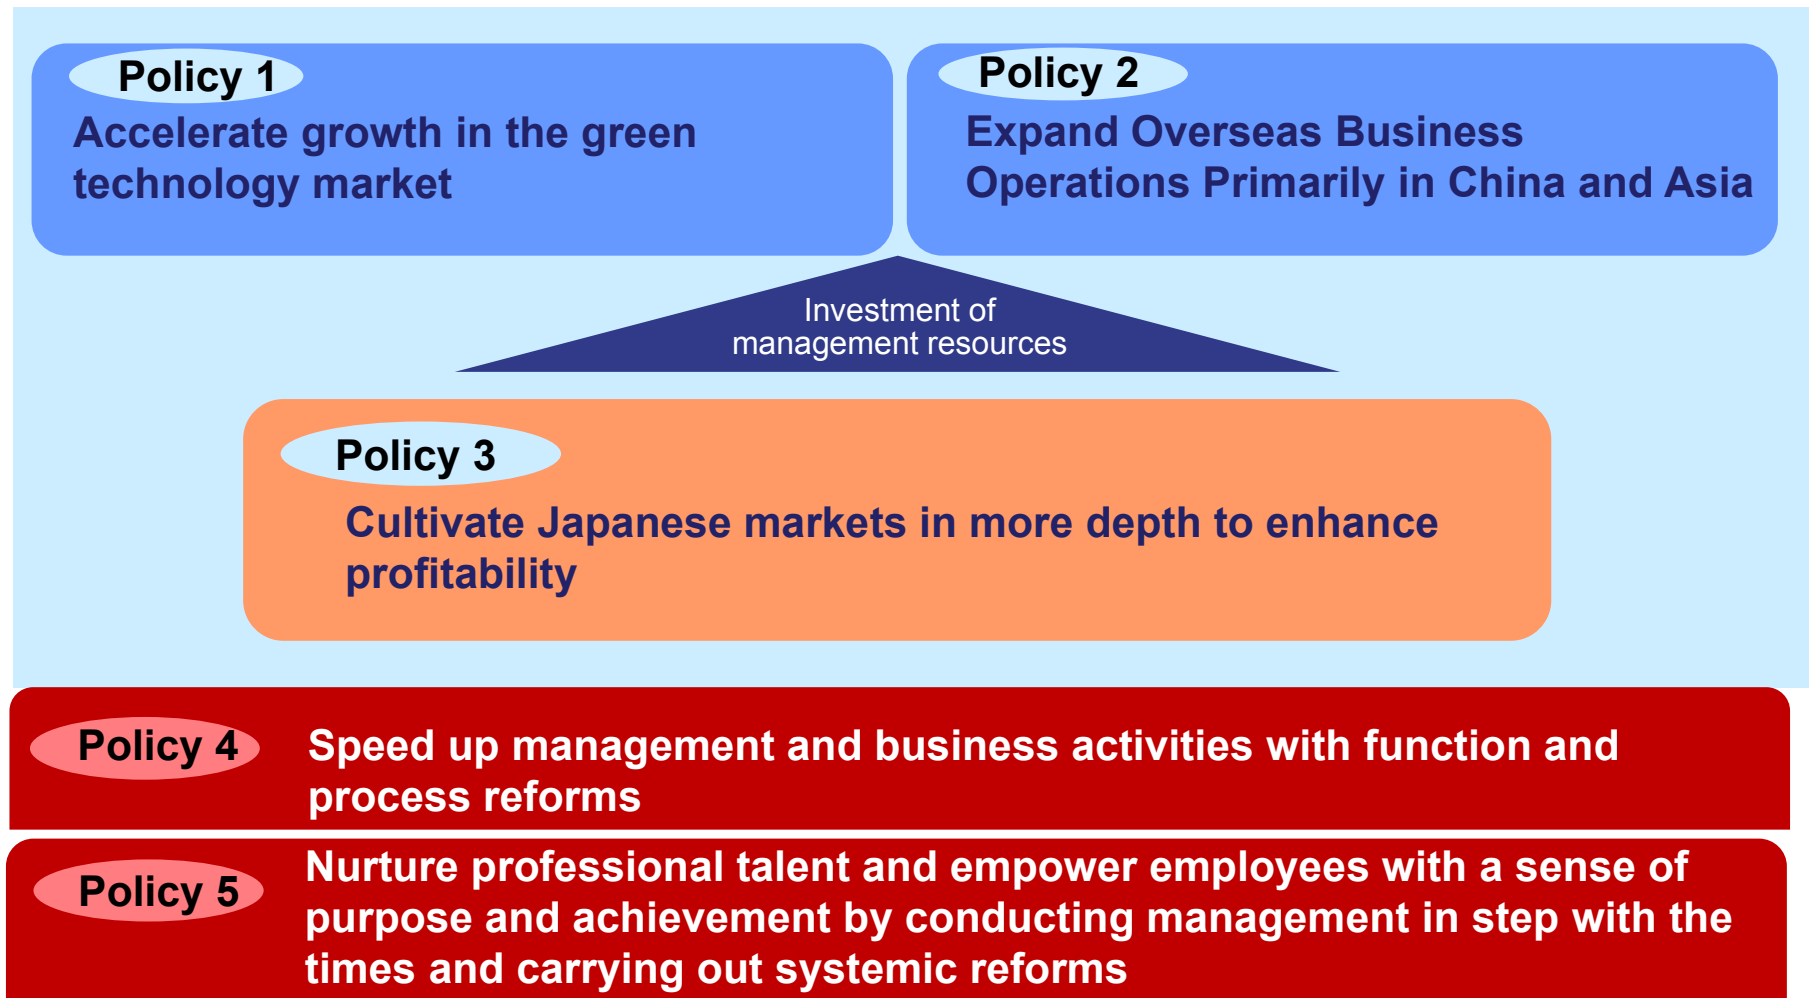 Policy 1
Accelerate growth in the green
technology market
Policy 2
Expand Overseas Business
Operations Primarily in China and Asia
Investment of
management resources
Policy 3
Cultivate Japanese markets in more depth to enhance
profitability
Policy 4
Speed up management and business activities with function and
process reforms
Policy 5
Nurture professional talent and empower employees with a sense of
purpose and achievement by conducting management in step with the
times and carrying out systemic reforms